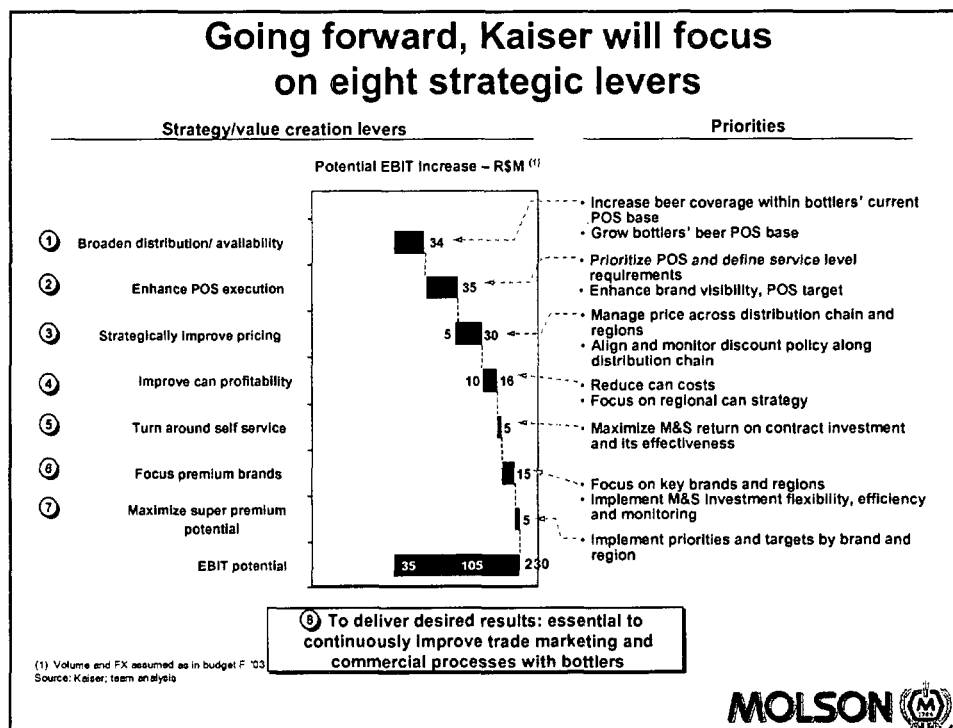 Going forward, Kaiser will focus
on eight strategic levers
Strategy/value creation levers
Priorities
Potential EBIT Increase – R$M (1)
1 Broaden distribution/ availability 34
2 Enhance POS execution 35
3 Strategically improve pricing 5 30
4 Improve can profitability 10 16
5 Turn around self service 5
6 Focus premium brands 15
7 Maximize super premium
potential 5
EBIT potential 35 105 230
· Increase beer coverage within bottlers' current
POS base
· Grow bottlers' beer POS base
· Prioritize POS and define service level
requirements
· Enhance brand visibility, POS target
· Manage price across distribution chain and
regions
· Align and monitor discount policy along
distribution chain
· Reduce can costs
· Focus on regional can strategy
· Maximize M&S return on contract investment
and its effectiveness
· Focus on key brands and regions
· Implement M&S Investment flexibility, efficiency
and monitoring
· Implement priorities and targets by brand and
region
8 To deliver desired results: essential to
continuously improve trade marketing and
commercial processes with bottlers
(1) Volume and FX assumed as in budget F '03
Source: Kaiser; team analysis
MOLSON
M